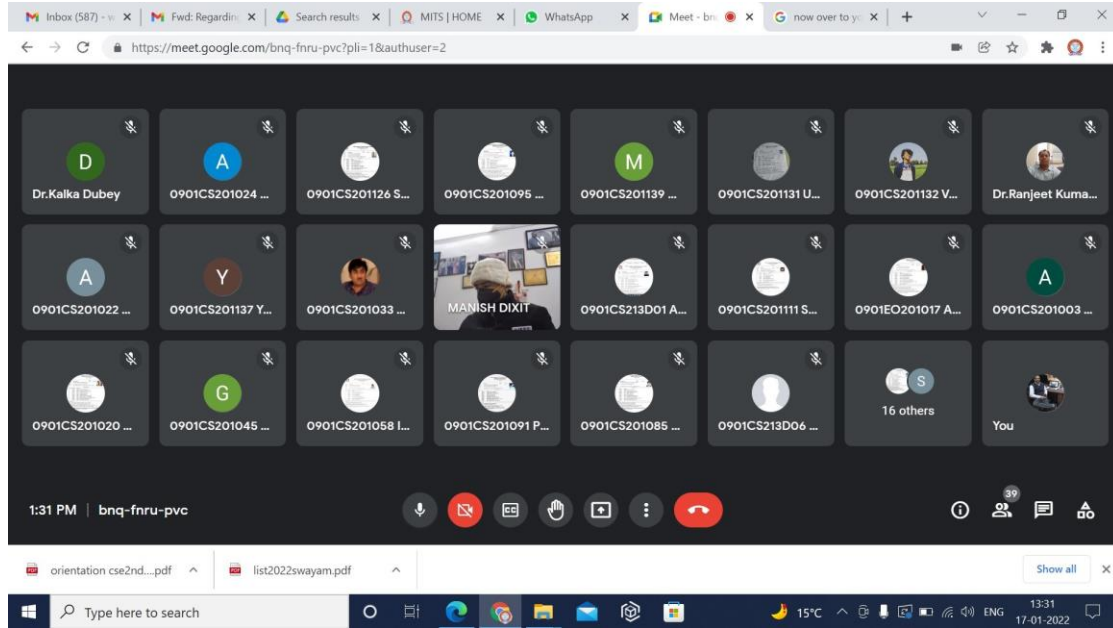 Inbox (587) - v
Fwd: Regardin
Search results
MITS | HOME
WhatsApp
Meet - bn
now over to y
https://meet.google.com/bnq-fnru-pvc?pli=1&authuser=2
D
A
M
Dr.Kalka Dubey
0901CS201024 ...
0901CS201126 S...
0901CS201095 ...
0901CS201139 ...
0901CS201131 U...
0901CS201132 V...
Dr.Ranjeet Kuma...
A
Y
A
0901CS201022 ...
0901CS201137 Y...
0901CS201033 ...
MANISH DIXIT
0901CS213D01 A...
0901CS201111 S...
0901EO201017 A...
0901CS201003 ...
G
S
16 others
0901CS201020 ...
0901CS201045 ...
0901CS201058 I...
0901CS201091 P...
0901CS201085 ...
0901CS213D06 ...
You
1:31 PM | bnq-fnru-pvc
CC
39
orientation cse2nd....pdf
list2022swayam.pdf
Show all
Type here to search
15°C
ENG
13:31
17-01-2022